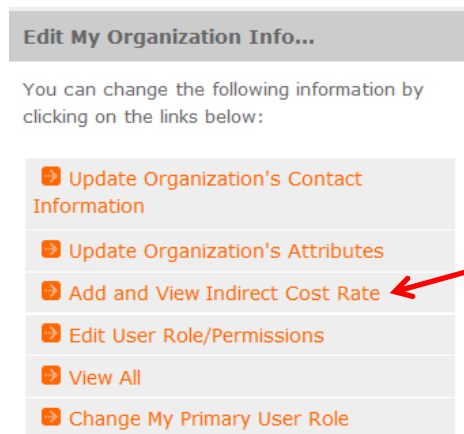 Edit My Organization Info...
You can change the following information by
clicking on the links below:
Update Organization's Contact
Information
Update Organization's Attributes
Add and View Indirect Cost Rate
Edit User Role/Permissions
View All
Change My Primary User Role